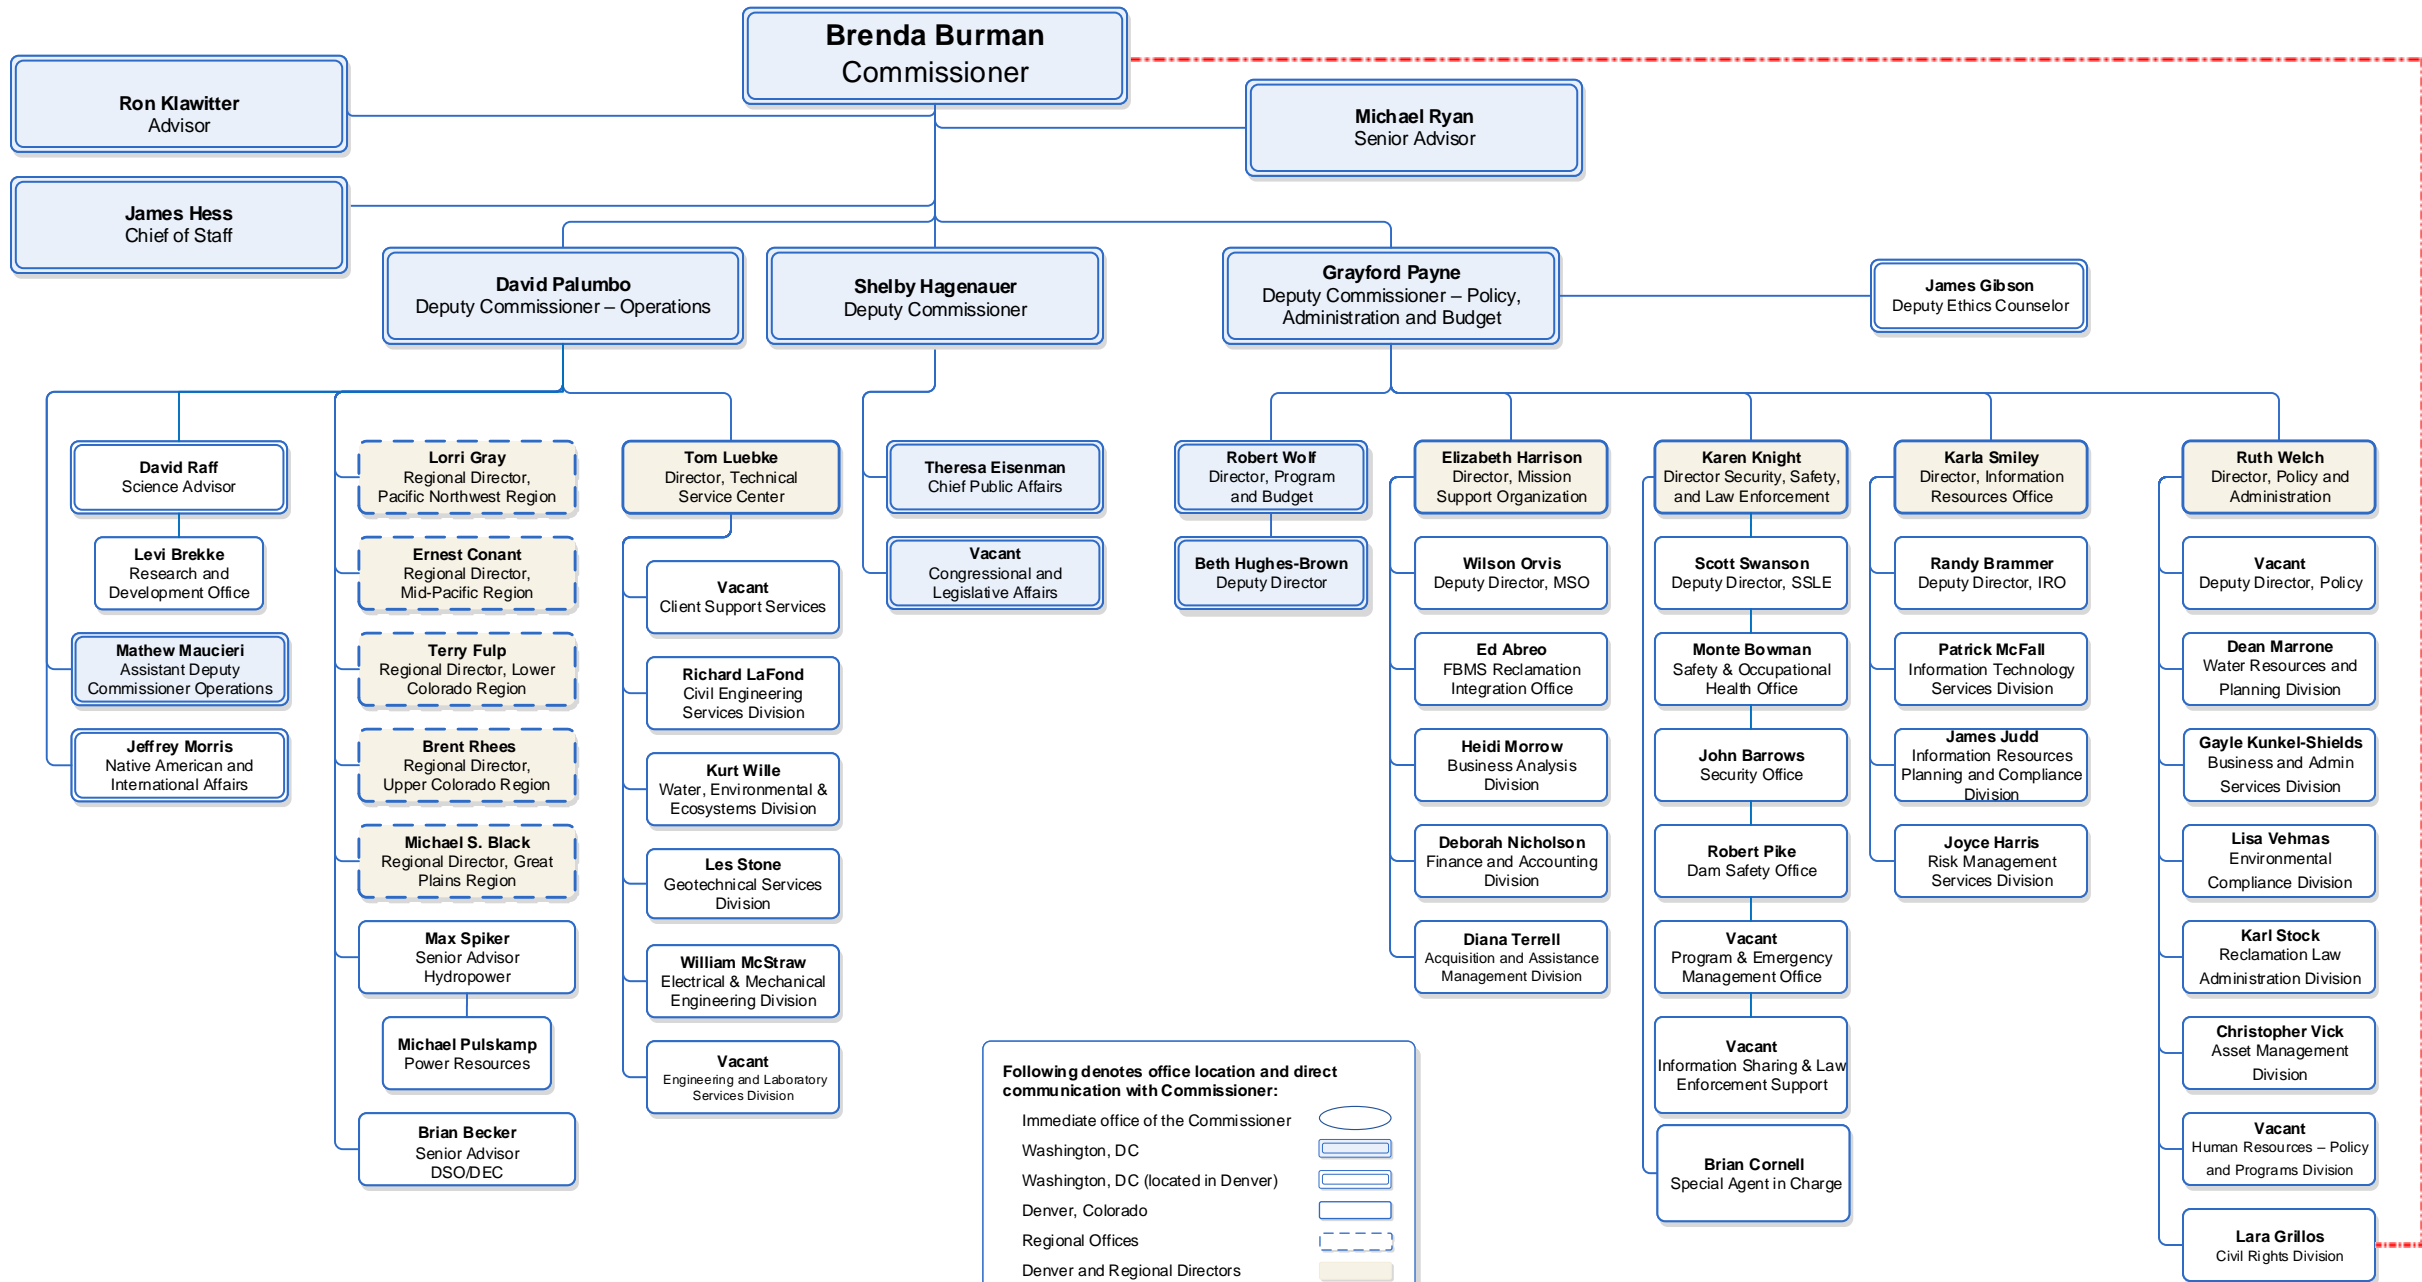 Brenda Burman
Commissioner
Ron Klawitter
Advisor
Michael Ryan
Senior Advisor
James Hess
Chief of Staff
David Palumbo
Deputy Commissioner – Operations
Shelby Hagenauer
Deputy Commissioner
Grayford Payne
Deputy Commissioner – Policy,
Administration and Budget
James Gibson
Deputy Ethics Counselor
David Raff
Science Advisor
Levi Brekke
Research and
Development Office
Mathew Maucieri
Assistant Deputy
Commissioner Operations
Jeffrey Morris
Native American and
International Affairs
Lorri Gray
Regional Director,
Pacific Northwest Region
Ernest Conant
Regional Director,
Mid-Pacific Region
Terry Fulp
Regional Director, Lower
Colorado Region
Brent Rhees
Regional Director,
Upper Colorado Region
Michael S. Black
Regional Director, Great
Plains Region
Max Spiker
Senior Advisor
Hydropower
Michael Pulskamp
Power Resources
Brian Becker
Senior Advisor
DSO/DEC
Tom Luebke
Director, Technical
Service Center
Vacant
Client Support Services
Richard LaFond
Civil Engineering
Services Division
Kurt Wille
Water, Environmental &
Ecosystems Division
Les Stone
Geotechnical Services
Division
William McStraw
Electrical & Mechanical
Engineering Division
Vacant
Engineering and Laboratory
Services Division
Theresa Eisenman
Chief Public Affairs
Vacant
Congressional and
Legislative Affairs
Robert Wolf
Director, Program
and Budget
Beth Hughes-Brown
Deputy Director
Elizabeth Harrison
Director, Mission
Support Organization
Wilson Orvis
Deputy Director, MSO
Ed Abreo
FBMS Reclamation
Integration Office
Heidi Morrow
Business Analysis
Division
Deborah Nicholson
Finance and Accounting
Division
Diana Terrell
Acquisition and Assistance
Management Division
Karen Knight
Director Security, Safety,
and Law Enforcement
Scott Swanson
Deputy Director, SSLE
Monte Bowman
Safety & Occupational
Health Office
John Barrows
Security Office
Robert Pike
Dam Safety Office
Vacant
Program & Emergency
Management Office
Vacant
Information Sharing & Law
Enforcement Support
Brian Cornell
Special Agent in Charge
Karla Smiley
Director, Information
Resources Office
Randy Brammer
Deputy Director, IRO
Patrick McFall
Information Technology
Services Division
James Judd
Information Resources
Planning and Compliance
Division
Joyce Harris
Risk Management
Services Division
Ruth Welch
Director, Policy and
Administration
Vacant
Deputy Director, Policy
Dean Marrone
Water Resources and
Planning Division
Gayle Kunkel-Shields
Business and Admin
Services Division
Lisa Vehmas
Environmental
Compliance Division
Karl Stock
Reclamation Law
Administration Division
Christopher Vick
Asset Management
Division
Vacant
Human Resources – Policy
and Programs Division
Lara Grillos
Civil Rights Division
Following denotes office location and direct
communication with Commissioner:
Immediate office of the Commissioner
Washington, DC
Washington, DC (located in Denver)
Denver, Colorado
Regional Offices
Denver and Regional Directors